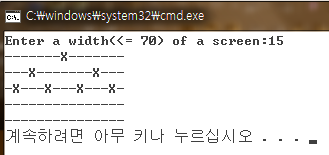 C:\windows\system32\cmd.exe
Enter a width(<= 70) of a screen:15
-------X-------
---X-------X---
-X---X---X---X-
---------------
---------------
계속하려면 아무 키나 누르십시오 . . .